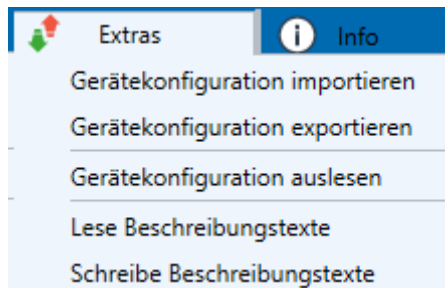 Extras
Info
Gerätekonfiguration importieren
Gerätekonfiguration exportieren
Gerätekonfiguration auslesen
Lese Beschreibungstexte
Schreibe Beschreibungstexte